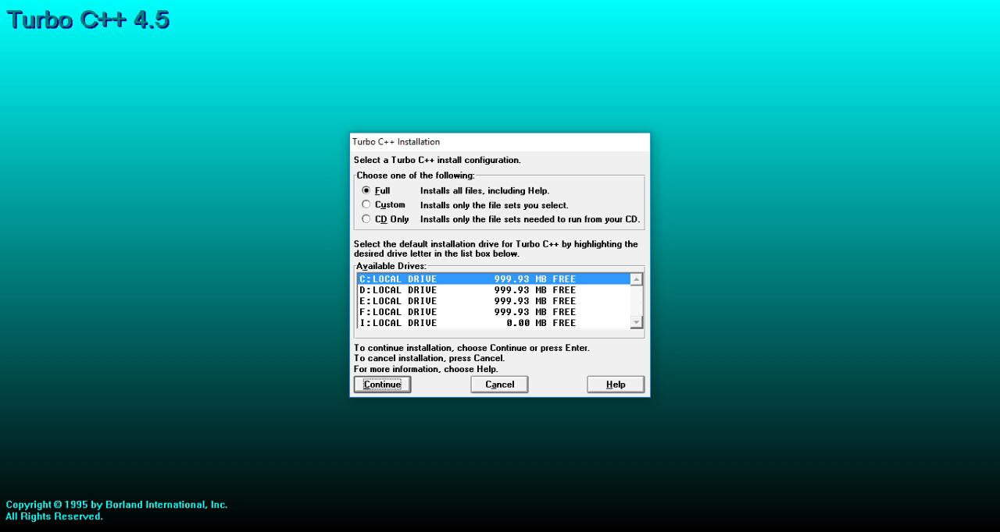 Turbo C++ 4.5
Turbo C++ Installation
Select a Turbo C++ install configuration.
Choose one of the following:
Full Installs all files, including Help.
Custom Installs only the file sets you select.
CD Only Installs only the file sets needed to run from your CD.
Select the default installation drive for Turbo C++ by highlighting the
desired drive letter in the list box below.
Available Drives:
C:LOCAL DRIVE 999.93 MB FREE
D:LOCAL DRIVE 999.93 MB FREE
E:LOCAL DRIVE 999.93 MB FREE
F:LOCAL DRIVE 999.93 MB FREE
I:LOCAL DRIVE 0.00 MB FREE
To continue installation, choose Continue or press Enter.
To cancel installation, press Cancel.
For more information, choose Help.
Continue Cancel Help
Copyright © 1995 by Borland International, Inc.
All Rights Reserved.